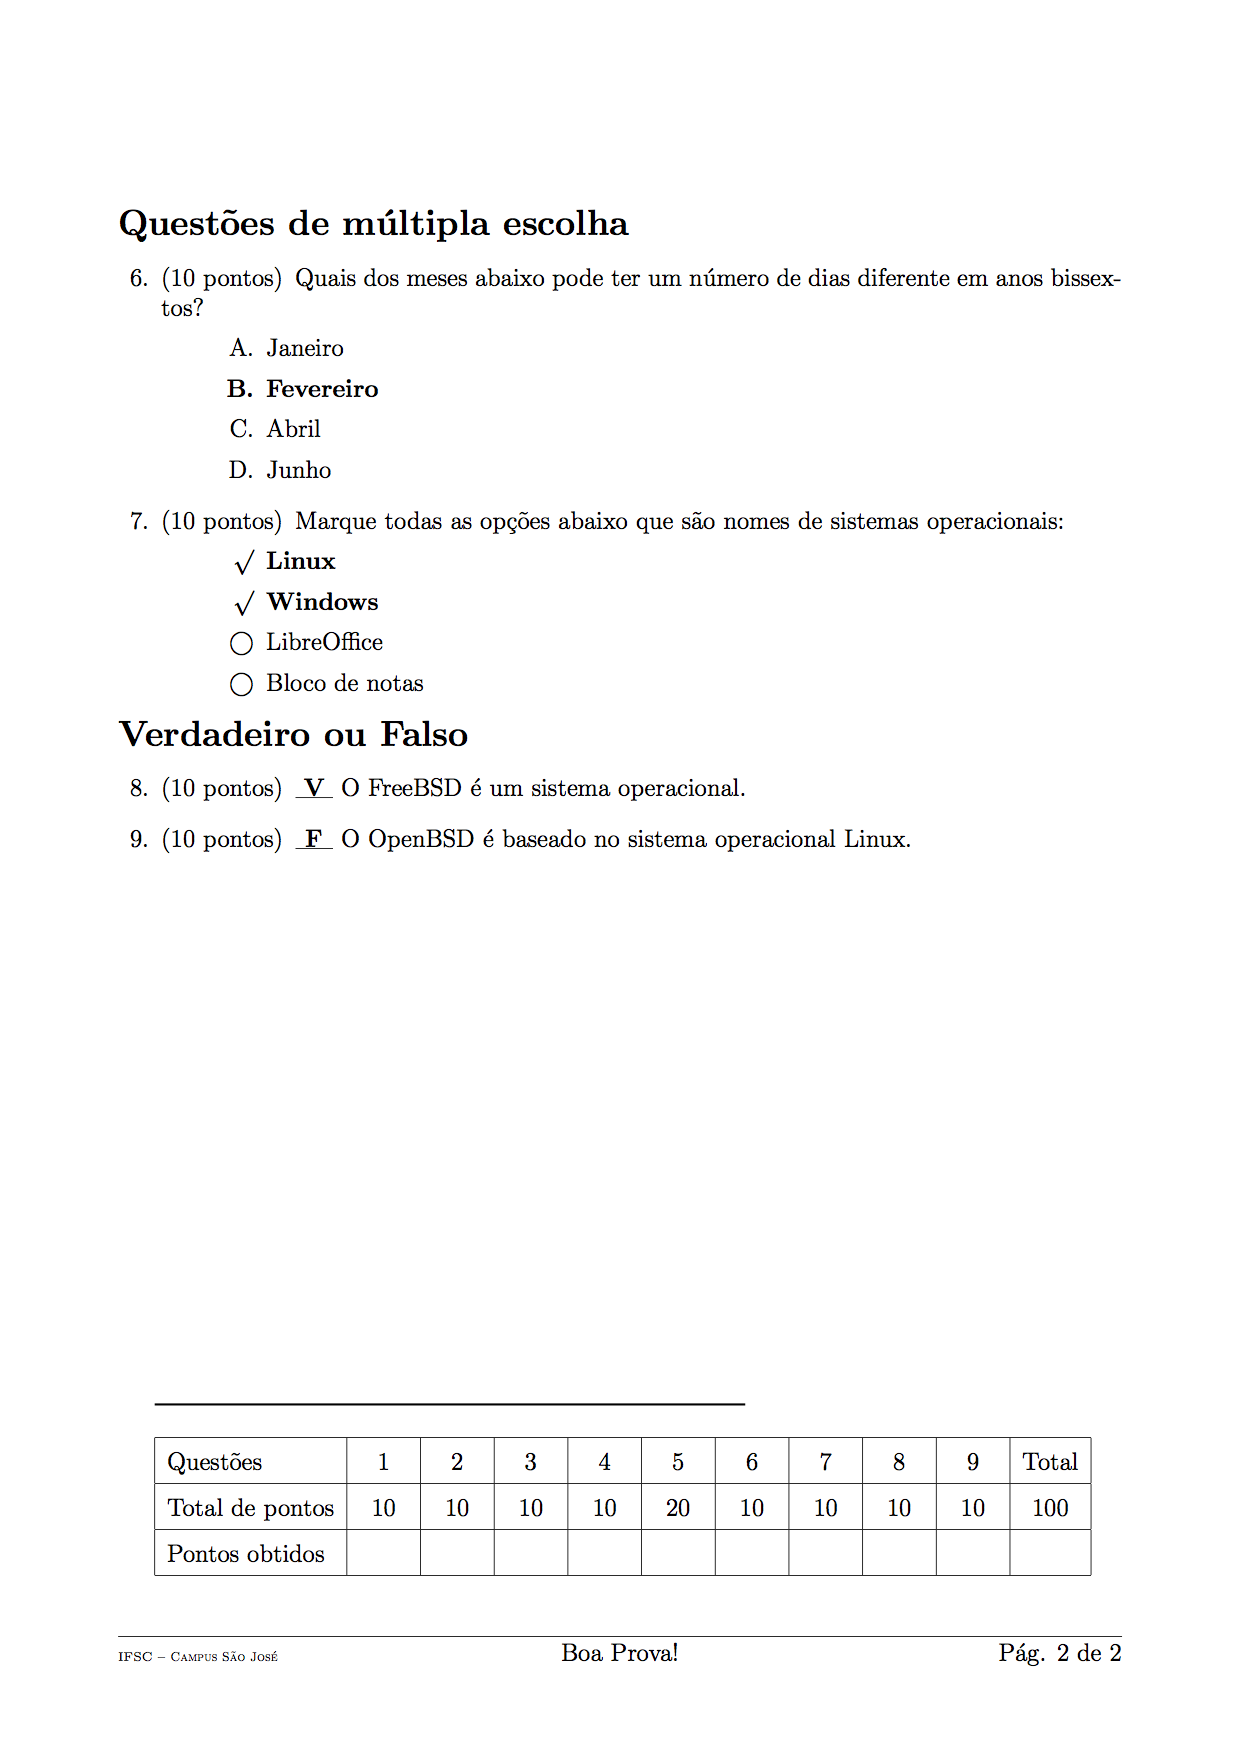 Questões de múltipla escolha
6. (10 pontos) Quais dos meses abaixo pode ter um número de dias diferente em anos bissex-
tos?
A. Janeiro
B. Fevereiro
C. Abril
D. Junho
7. (10 pontos) Marque todas as opções abaixo que são nomes de sistemas operacionais:
√ Linux
√ Windows
○ LibreOffice
○ Bloco de notas
Verdadeiro ou Falso
8. (10 pontos) V O FreeBSD é um sistema operacional.
9. (10 pontos) F O OpenBSD é baseado no sistema operacional Linux.
Questões 1 2 3 4 5 6 7 8 9 Total
Total de pontos 10 10 10 10 20 10 10 10 10 100
Pontos obtidos
IFSC – Campus São José Boa Prova! Pág. 2 de 2